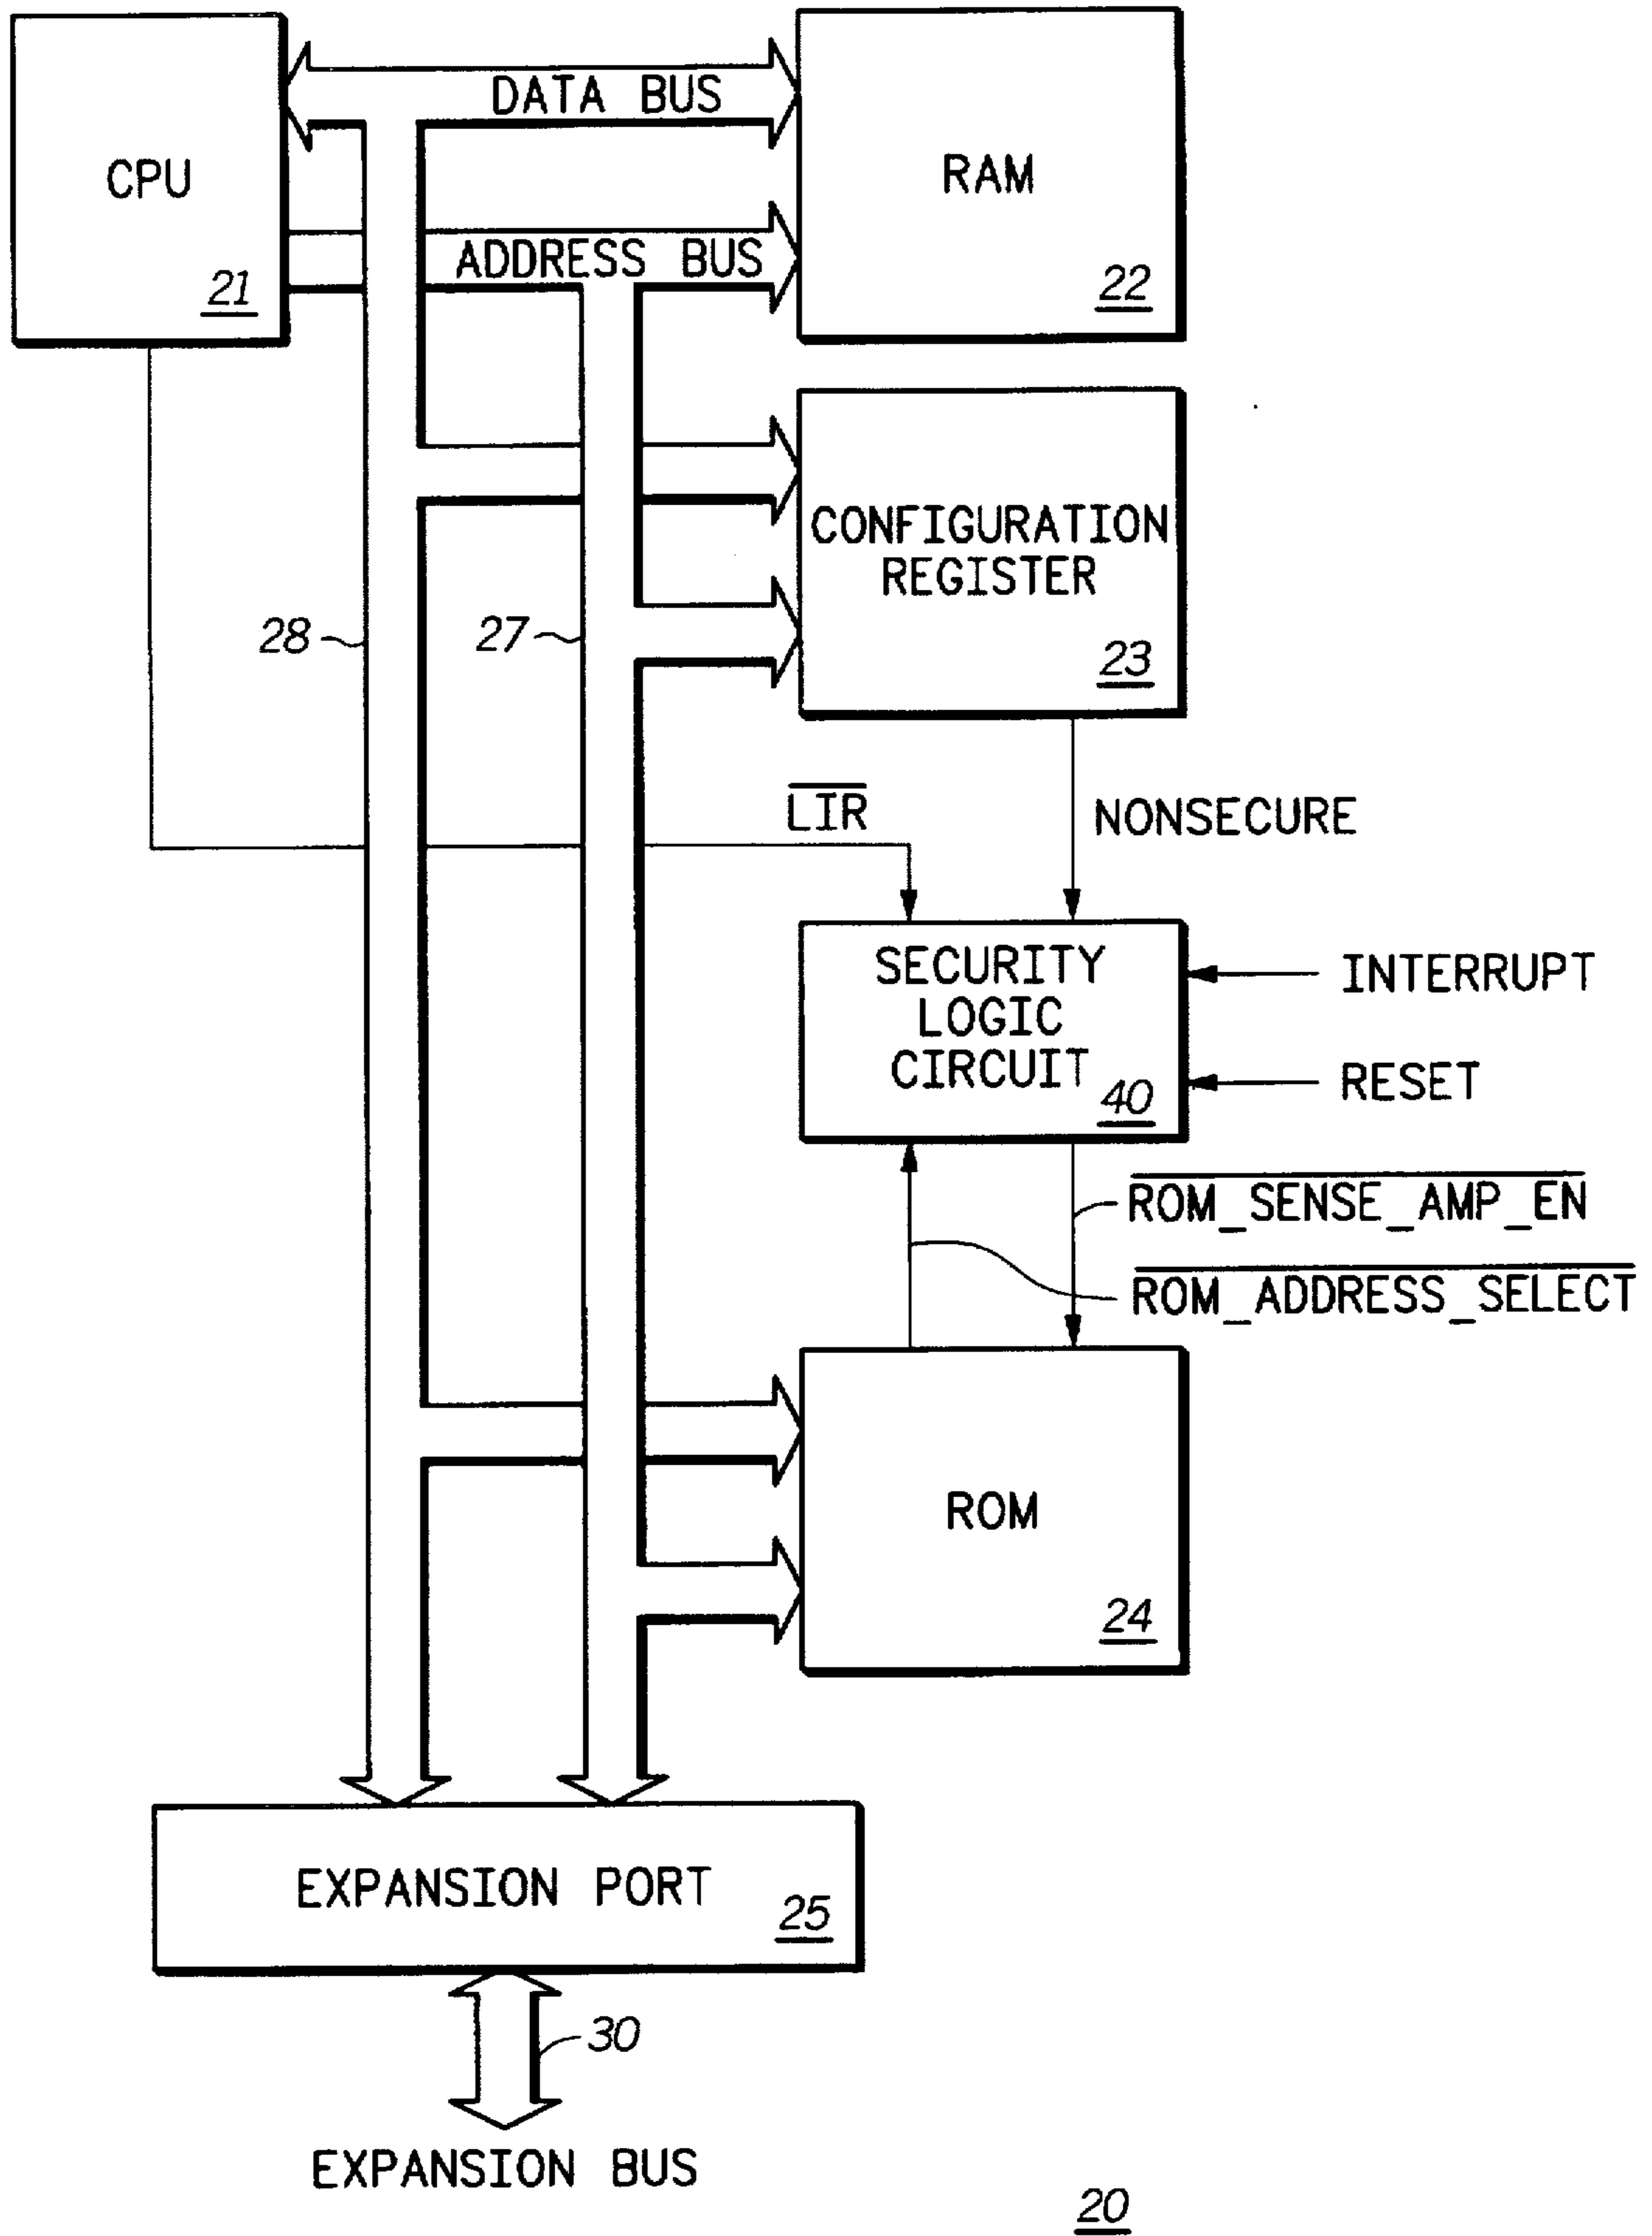 DATA BUS
CPU
RAM
ADDRESS BUS
21
22
CONFIGURATION
REGISTER
28
27
23
LIR
NONSECURE
SECURITY
LOGIC
CIRCUIT
40
INTERRUPT
RESET
ROM_SENSE_AMP_EN
ROM_ADDRESS_SELECT
ROM
24
EXPANSION PORT
25
30
EXPANSION BUS
20